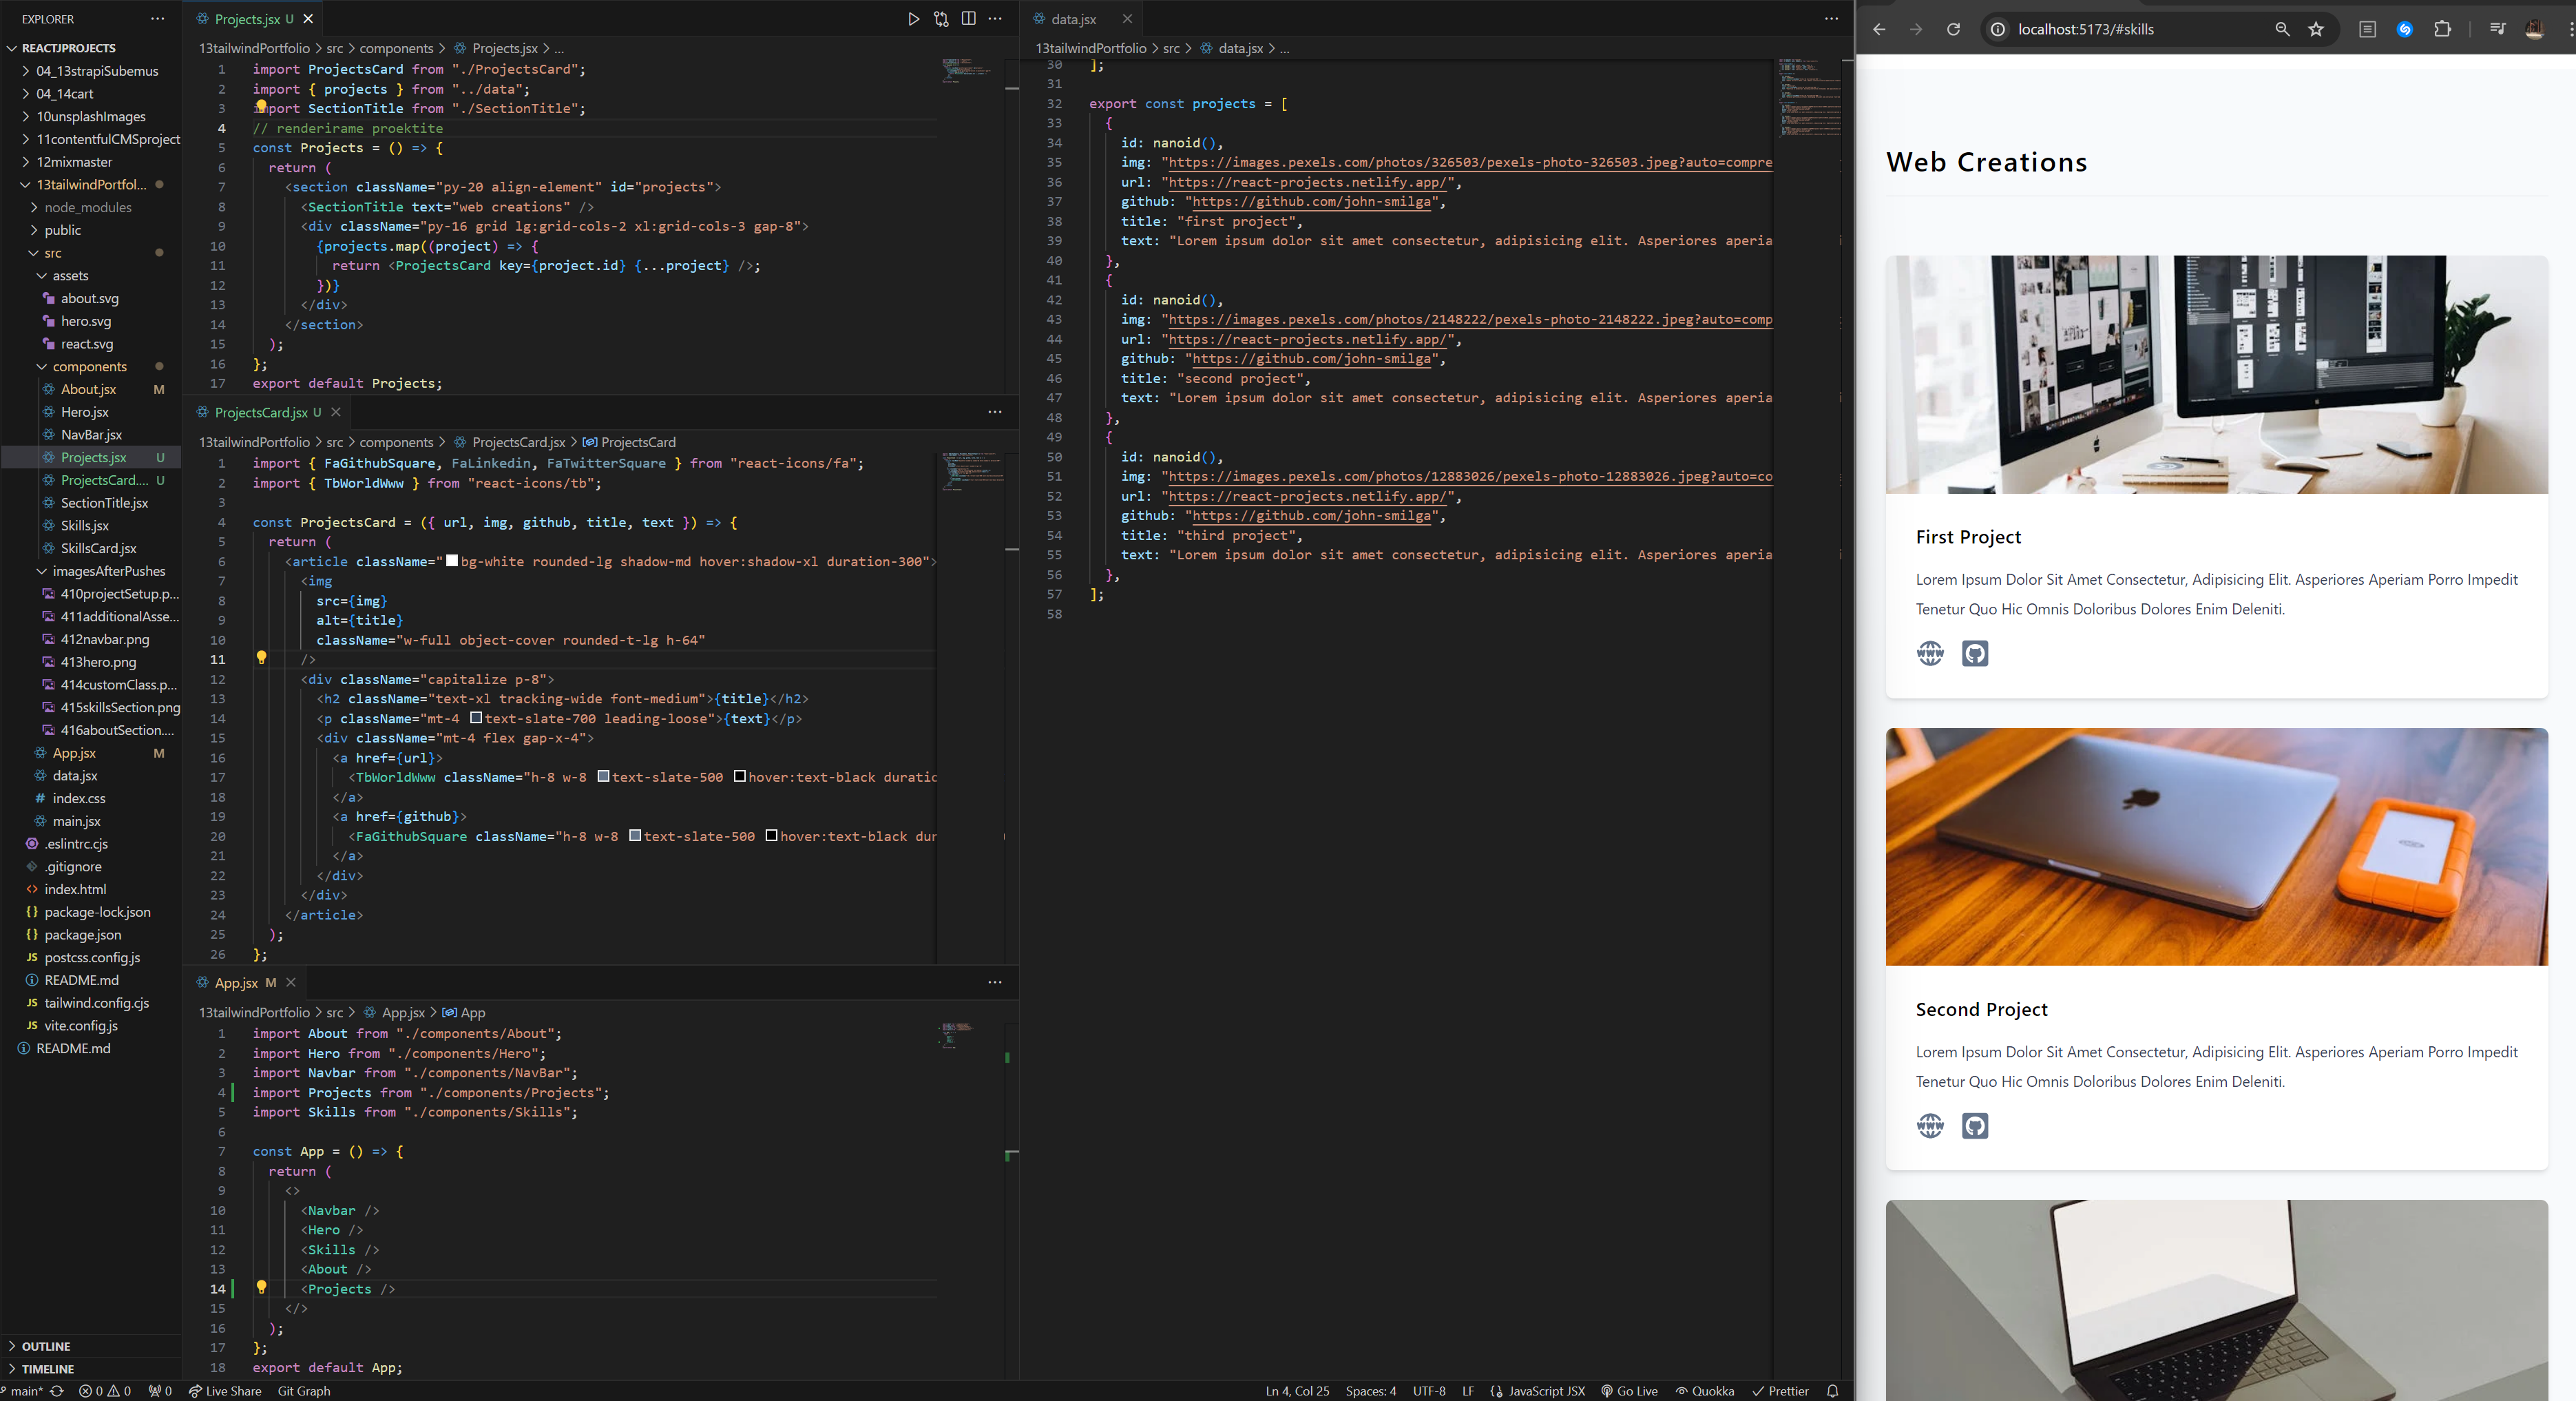 EXPLORER
REACTJPROJECTS
04_13strapiSubemus
04_14cart
10unsplashImages
11contentfulCMSproject
12mixmaster
13tailwindPortfol...
node_modules
public
src
assets
about.svg
hero.svg
react.svg
components
About.jsx M
Hero.jsx
NavBar.jsx
Projects.jsx U
ProjectsCard.... U
SectionTitle.jsx
Skills.jsx
SkillsCard.jsx
imagesAfterPushes
410projectSetup.p...
411additionalAsse...
412navbar.png
413hero.png
414customClass.p...
415skillsSection.png
416aboutSection....
App.jsx M
data.jsx
index.css
main.jsx
.eslintrc.cjs
.gitignore
index.html
package-lock.json
package.json
postcss.config.js
README.md
tailwind.config.cjs
vite.config.js
README.md
OUTLINE
TIMELINE
Projects.jsx U
13tailwindPortfolio > src > components > Projects.jsx > ...
1 import ProjectsCard from "./ProjectsCard";
2 import { projects } from "../data";
3 import SectionTitle from "./SectionTitle";
4 // renderirame proektite
5 const Projects = () => {
6 return (
7 <section className="py-20 align-element" id="projects">
8 <SectionTitle text="web creations" />
9 <div className="py-16 grid lg:grid-cols-2 xl:grid-cols-3 gap-8">
10 {projects.map((project) => {
11 return <ProjectsCard key={project.id} {...project} />;
12 })}
13 </div>
14 </section>
15 );
16 };
17 export default Projects;
ProjectsCard.jsx U
13tailwindPortfolio > src > components > ProjectsCard.jsx > ProjectsCard
1 import { FaGithubSquare, FaLinkedin, FaTwitterSquare } from "react-icons/fa";
2 import { TbWorldWww } from "react-icons/tb";
3
4 const ProjectsCard = ({ url, img, github, title, text }) => {
5 return (
6 <article className="bg-white rounded-lg shadow-md hover:shadow-xl duration-300">
7 <img
8 src={img}
9 alt={title}
10 className="w-full object-cover rounded-t-lg h-64"
11 />
12 <div className="capitalize p-8">
13 <h2 className="text-xl tracking-wide font-medium">{title}</h2>
14 <p className="mt-4 text-slate-700 leading-loose">{text}</p>
15 <div className="mt-4 flex gap-x-4">
16 <a href={url}>
17 <TbWorldWww className="h-8 w-8 text-slate-500 hover:text-black duratic
18 </a>
19 <a href={github}>
20 <FaGithubSquare className="h-8 w-8 text-slate-500 hover:text-black dur
21 </a>
22 </div>
23 </div>
24 </article>
25 );
26 };
App.jsx M
13tailwindPortfolio > src > App.jsx > App
1 import About from "./components/About";
2 import Hero from "./components/Hero";
3 import Navbar from "./components/NavBar";
4 import Projects from "./components/Projects";
5 import Skills from "./components/Skills";
6
7 const App = () => {
8 return (
9 <>
10 <Navbar />
11 <Hero />
12 <Skills />
13 <About />
14 <Projects />
15 </>
16 );
17 };
18 export default App;
data.jsx
13tailwindPortfolio > src > data.jsx > ...
30 ];
31
32 export const projects = [
33 {
34 id: nanoid(),
35 img: "https://images.pexels.com/photos/326503/pexels-photo-326503.jpeg?auto=compre
36 url: "https://react-projects.netlify.app/",
37 github: "https://github.com/john-smilga",
38 title: "first project",
39 text: "Lorem ipsum dolor sit amet consectetur, adipisicing elit. Asperiores aperia
40 },
41 {
42 id: nanoid(),
43 img: "https://images.pexels.com/photos/2148222/pexels-photo-2148222.jpeg?auto=comp
44 url: "https://react-projects.netlify.app/",
45 github: "https://github.com/john-smilga",
46 title: "second project",
47 text: "Lorem ipsum dolor sit amet consectetur, adipisicing elit. Asperiores aperia
48 },
49 {
50 id: nanoid(),
51 img: "https://images.pexels.com/photos/12883026/pexels-photo-12883026.jpeg?auto=co
52 url: "https://react-projects.netlify.app/",
53 github: "https://github.com/john-smilga",
54 title: "third project",
55 text: "Lorem ipsum dolor sit amet consectetur, adipisicing elit. Asperiores aperia
56 },
57 ];
58
main* 0 0 0 Live Share Git Graph
Ln 4, Col 25 Spaces: 4 UTF-8 LF JavaScript JSX Go Live Quokka Prettier
localhost:5173/#skills
Web Creations
First Project
Lorem Ipsum Dolor Sit Amet Consectetur, Adipisicing Elit. Asperiores Aperiam Porro Impedit
Tenetur Quo Hic Omnis Doloribus Dolores Enim Deleniti.
WWW
Second Project
Lorem Ipsum Dolor Sit Amet Consectetur, Adipisicing Elit. Asperiores Aperiam Porro Impedit
Tenetur Quo Hic Omnis Doloribus Dolores Enim Deleniti.
WWW